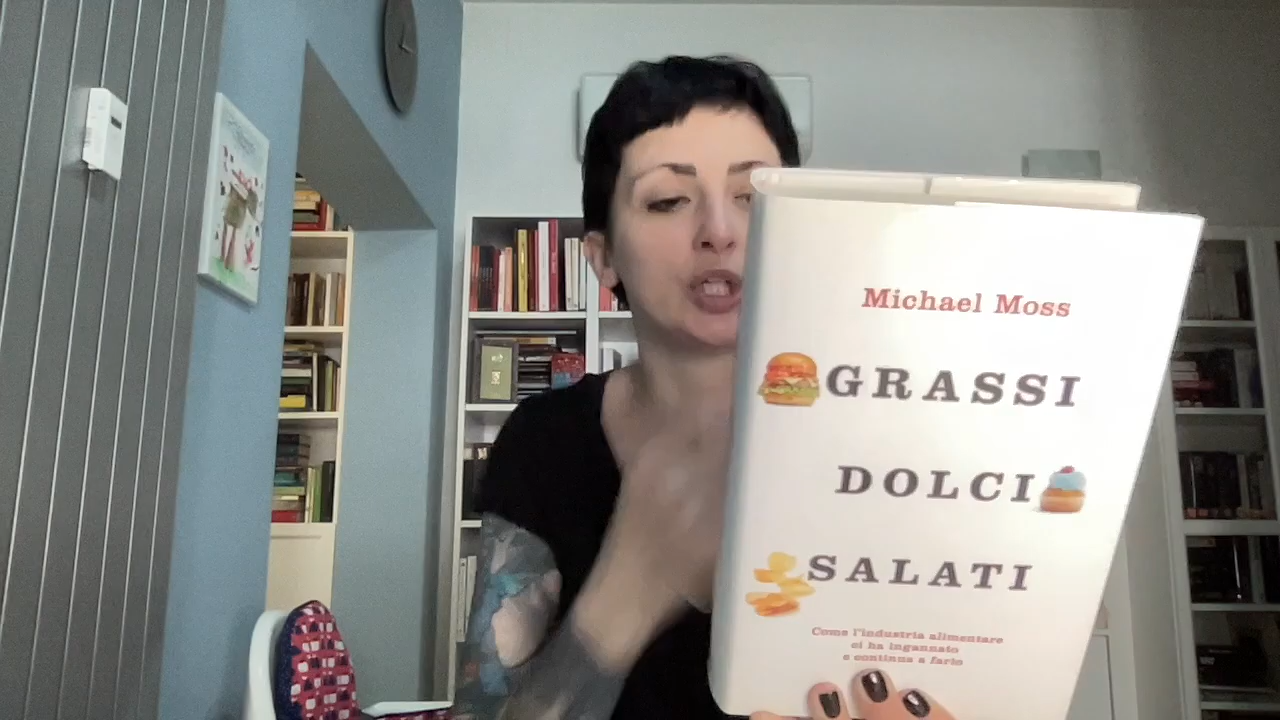 Michael Moss
GRASSI
DOLCI
SALATI
Come l'industria alimentare
ci ha ingannato
e continua a farlo